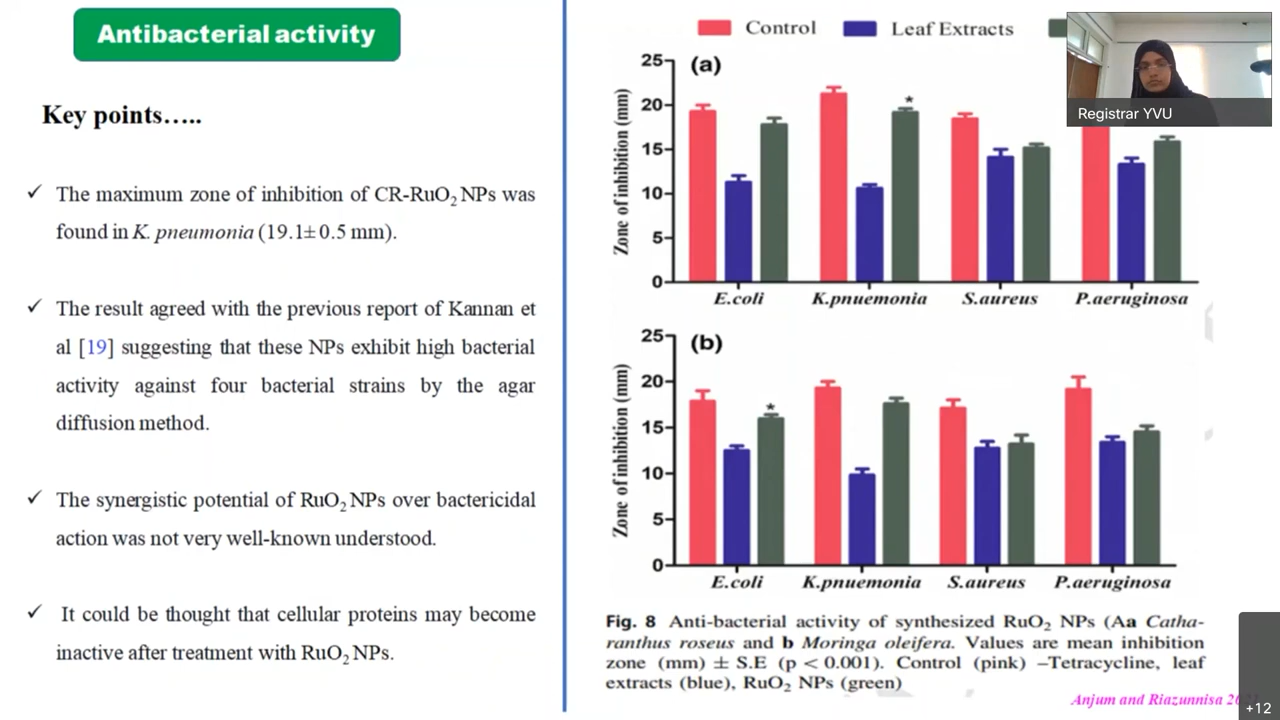 Antibacterial activity
Key points…..
✓ The maximum zone of inhibition of CR-RuO₂ NPs was
found in K. pneumonia (19.1± 0.5 mm).
✓ The result agreed with the previous report of Kannan et
al [19] suggesting that these NPs exhibit high bacterial
activity against four bacterial strains by the agar
diffusion method.
✓ The synergistic potential of RuO₂ NPs over bactericidal
action was not very well-known understood.
✓ It could be thought that cellular proteins may become
inactive after treatment with RuO₂ NPs.
Control Leaf Extracts
Registrar YVU
(a)
Zone of inhibition (mm)
25
20
15
10
5
0
*
E.coli K.pnuemonia S.aureus P.aeruginosa
(b)
Zone of inhibition (mm)
25
20
15
10
5
0
*
E.coli K.pnuemonia S.aureus P.aeruginosa
Fig. 8 Anti-bacterial activity of synthesized RuO₂ NPs (Aa Catha-
ranthus roseus and b Moringa oleifera. Values are mean inhibition
zone (mm) ± S.E (p < 0.001). Control (pink) –Tetracycline, leaf
extracts (blue), RuO₂ NPs (green)
Anjum and Riazunnisa
+12